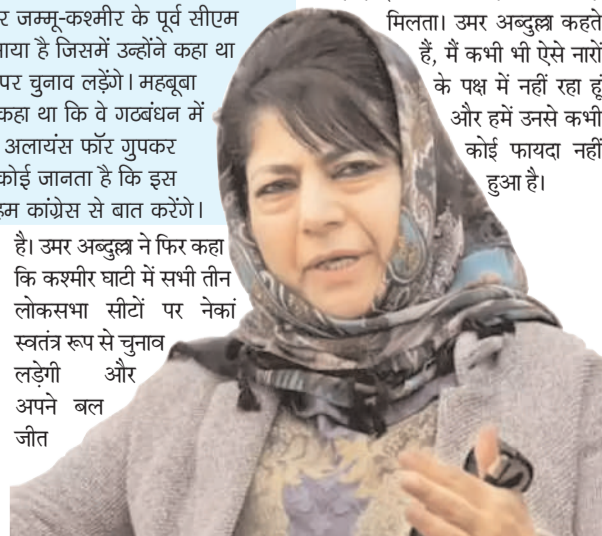 र जम्मू-कश्मीर के पूर्व सीएम
ाया है जिसमें उन्होंने कहा था
पर चुनाव लड़ेंगे। महबूबा
कहा था कि वे गठबंधन में
अलायंस फॉर गुपकर
कोई जानता है कि इस
हम कांग्रेस से बात करेंगे।
है। उमर अब्दुल्ला ने फिर कहा
कि कश्मीर घाटी में सभी तीन
लोकसभा सीटों पर नेकां
स्वतंत्र रूप से चुनाव
लड़ेगी और
अपने बल
जीत
मिलता। उमर अब्दुल्ला कहते
हैं, मैं कभी भी ऐसे नारों
के पक्ष में नहीं रहा हूं
और हमें उनसे कभी
कोई फायदा नहीं
हुआ है।